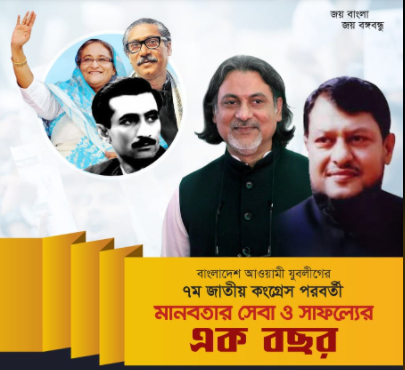 জয় বাংলা
জয় বঙ্গবন্ধু
বাংলাদেশ আওয়ামী যুবলীগের
৭ম জাতীয় কংগ্রেস পরবর্তী
মানবতার সেবা ও সাফল্যের
এক বছর